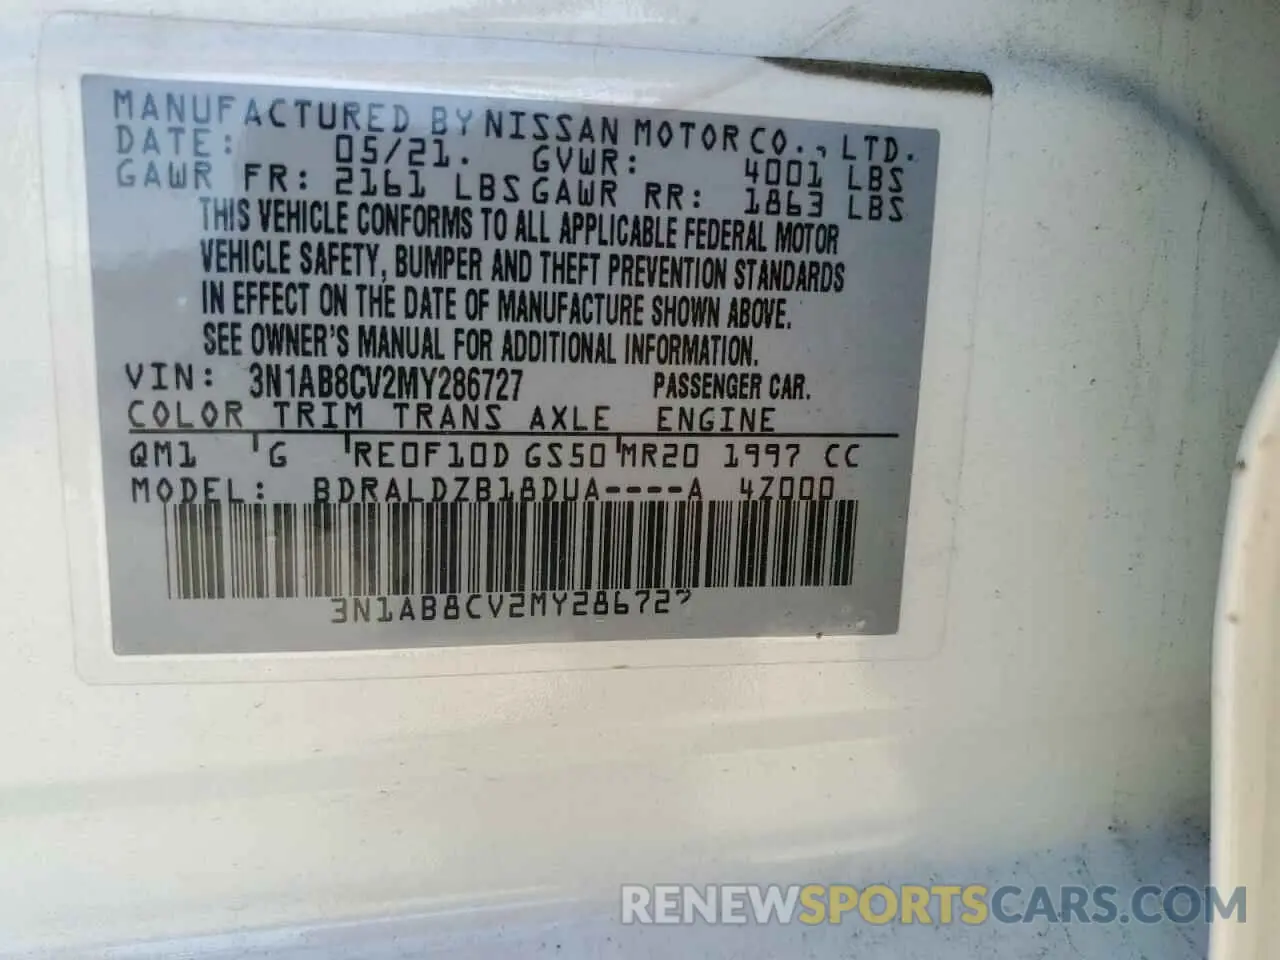 MANUFACTURED BY NISSAN MOTOR CO., LTD.
DATE: 05/21. GVWR: 4001 LBS
GAWR FR: 2161 LBS GAWR RR: 1863 LBS
THIS VEHICLE CONFORMS TO ALL APPLICABLE FEDERAL MOTOR
VEHICLE SAFETY, BUMPER AND THEFT PREVENTION STANDARDS
IN EFFECT ON THE DATE OF MANUFACTURE SHOWN ABOVE.
SEE OWNER'S MANUAL FOR ADDITIONAL INFORMATION.
VIN: 3N1AB8CV2MY286727 PASSENGER CAR.
COLOR TRIM TRANS AXLE ENGINE
QM1 G RE0F10D GS50 MR20 1997 CC
MODEL: BDRALDZB18DUA----A 4Z000
3N1AB8CV2MY286727
RENEWSPORTSCARS.COM